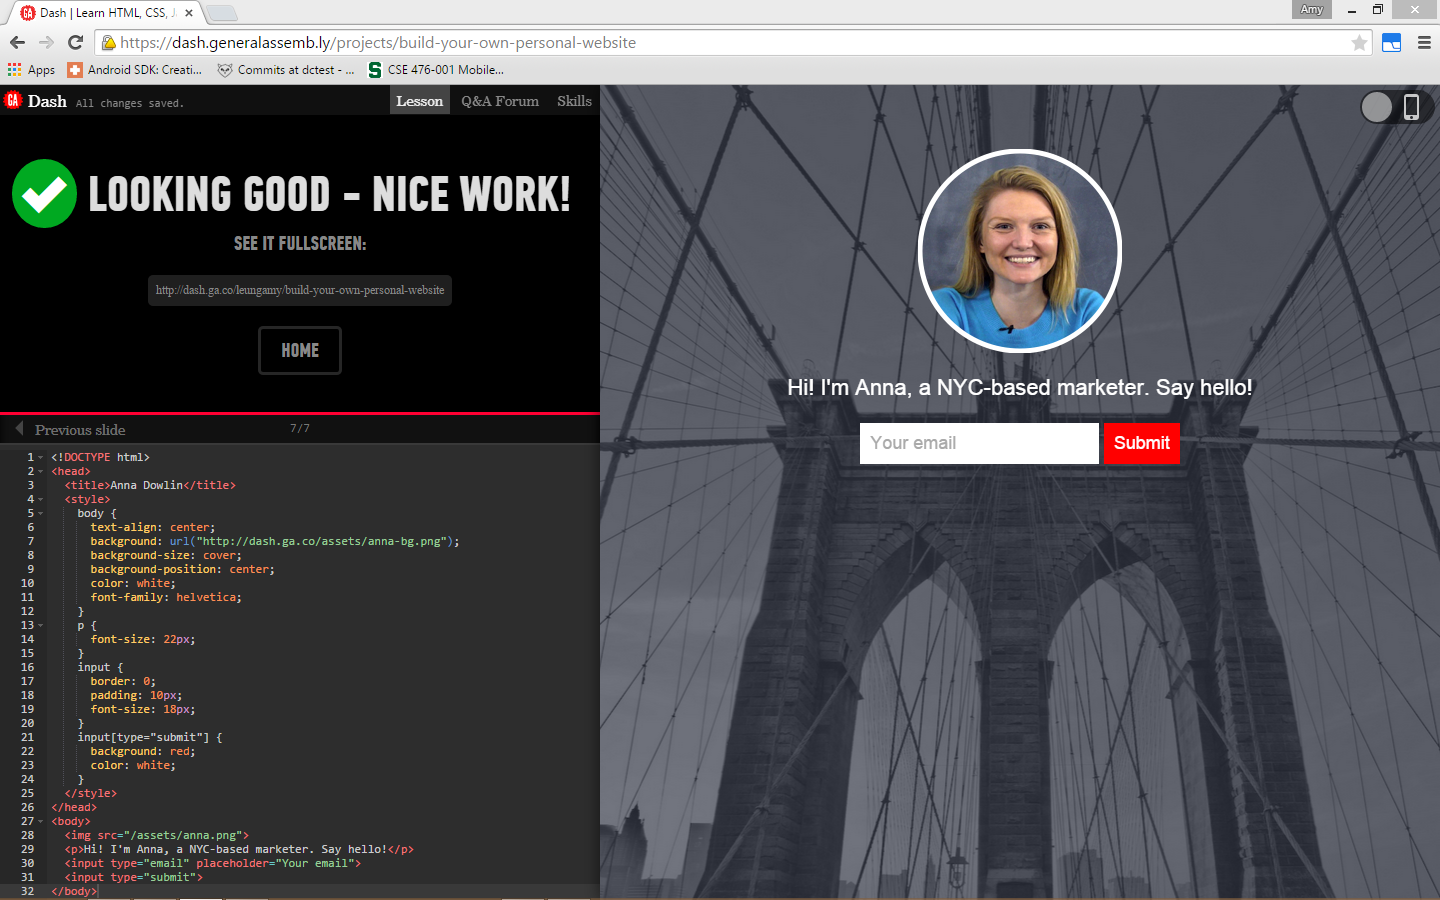 Dash | Learn HTML, CSS, J
Amy
https://dash.generalassemb.ly/projects/build-your-own-personal-website
Apps
Android SDK: Creati...
Commits at dctest - ...
S
CSE 476-001 Mobile...
GA
Dash
All changes saved.
Lesson
Q&A Forum
Skills
LOOKING GOOD - NICE WORK!
SEE IT FULLSCREEN:
http://dash.ga.co/leungamy/build-your-own-personal-website
HOME
Previous slide
7/7
1 <!DOCTYPE html>
2 <head>
3 <title>Anna Dowlin</title>
4 <style>
5 body {
6 text-align: center;
7 background: url("http://dash.ga.co/assets/anna-bg.png");
8 background-size: cover;
9 background-position: center;
10 color: white;
11 font-family: helvetica;
12 }
13 p {
14 font-size: 22px;
15 }
16 input {
17 border: 0;
18 padding: 10px;
19 font-size: 18px;
20 }
21 input[type="submit"] {
22 background: red;
23 color: white;
24 }
25 </style>
26 </head>
27 <body>
28 <img src="/assets/anna.png">
29 <p>Hi! I'm Anna, a NYC-based marketer. Say hello!</p>
30 <input type="email" placeholder="Your email">
31 <input type="submit">
32 </body>
Hi! I'm Anna, a NYC-based marketer. Say hello!
Your email
Submit